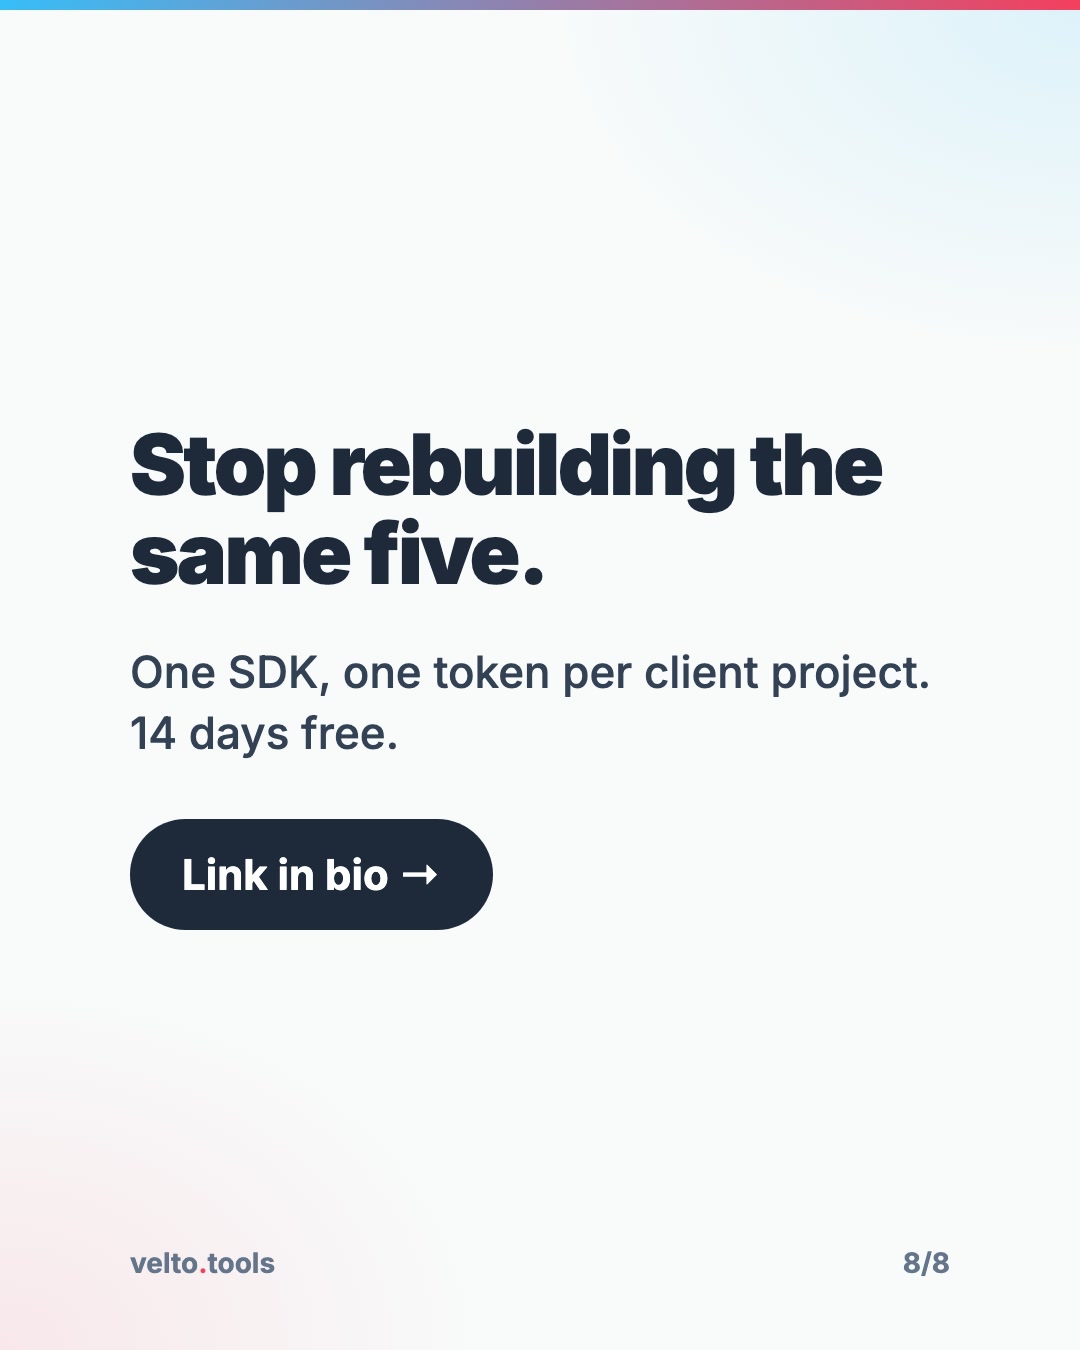 Stop rebuilding the
same five.
One SDK, one token per client project.
14 days free.
Link in bio →
velto.tools
8/8